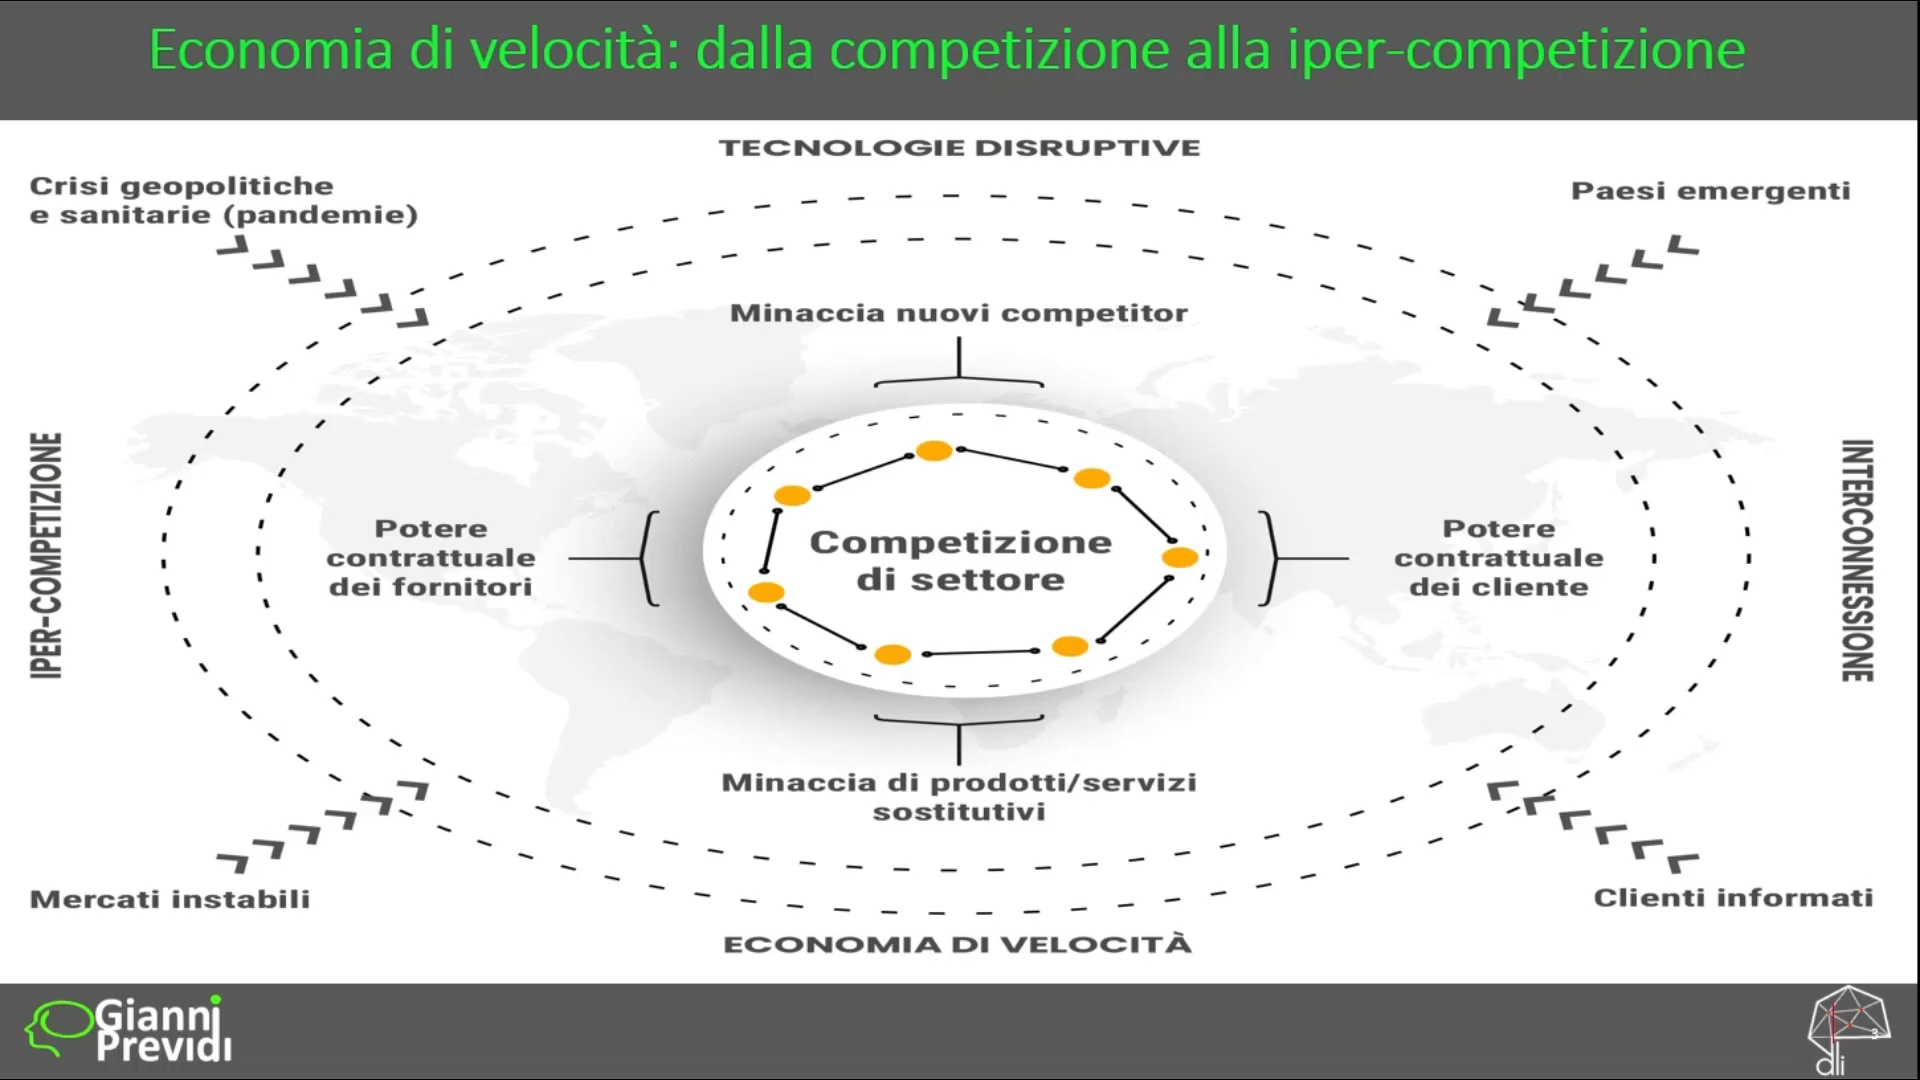 Economia di velocità: dalla competizione alla iper-competizione
TECNOLOGIE DISRUPTIVE
Crisi geopolitiche
e sanitarie (pandemie)
Paesi emergenti
Minaccia nuovi competitor
IPER-COMPETIZIONE
Potere
contrattuale
dei fornitori
Competizione
di settore
Potere
contrattuale
dei cliente
INTERCONNESSIONE
Minaccia di prodotti/servizi
sostitutivi
Mercati instabili
Clienti informati
ECONOMIA DI VELOCITÀ
Gianni
Previdi
3
dli